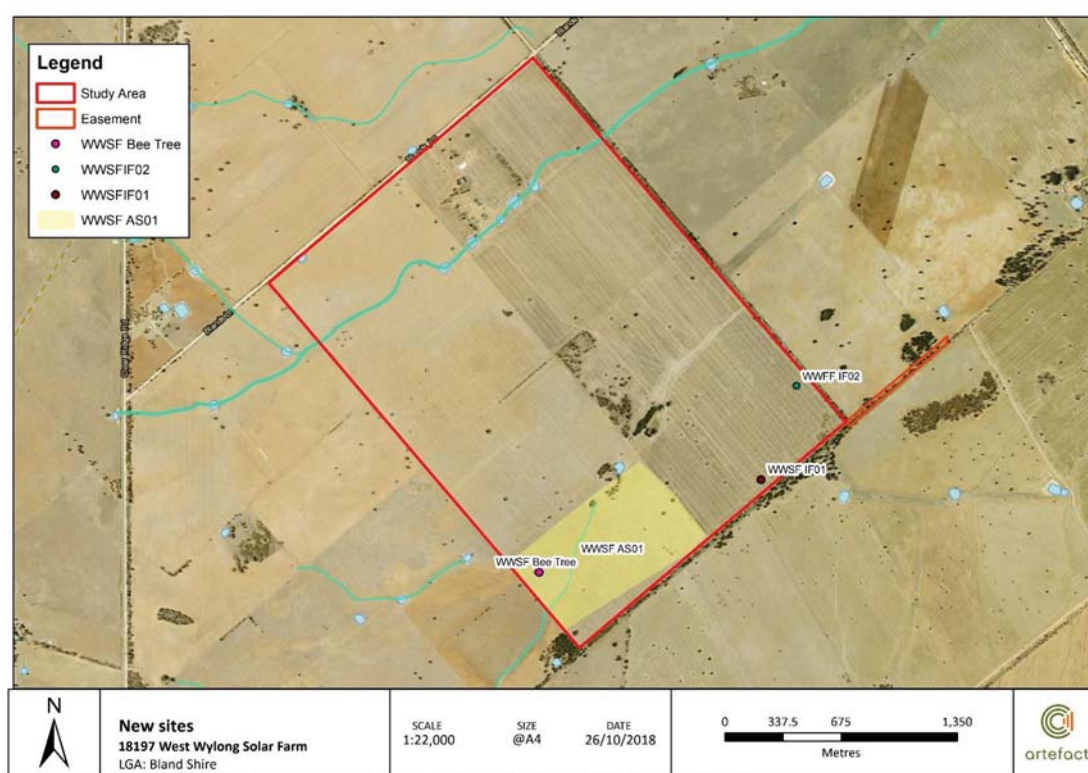 Legend
Study Area
Easement
WWSF Bee Tree
WWSFIF02
WWSFIF01
WWSF AS01
Blands Ln
WWFF IF02
WWSF IF01
WWSF AS01
WWSF Bee Tree
N
New sites
18197 West Wylong Solar Farm
LGA: Bland Shire
SCALE
1:22,000
SIZE
@A4
DATE
26/10/2018
0 337.5 675 1,350
Metres
artefact